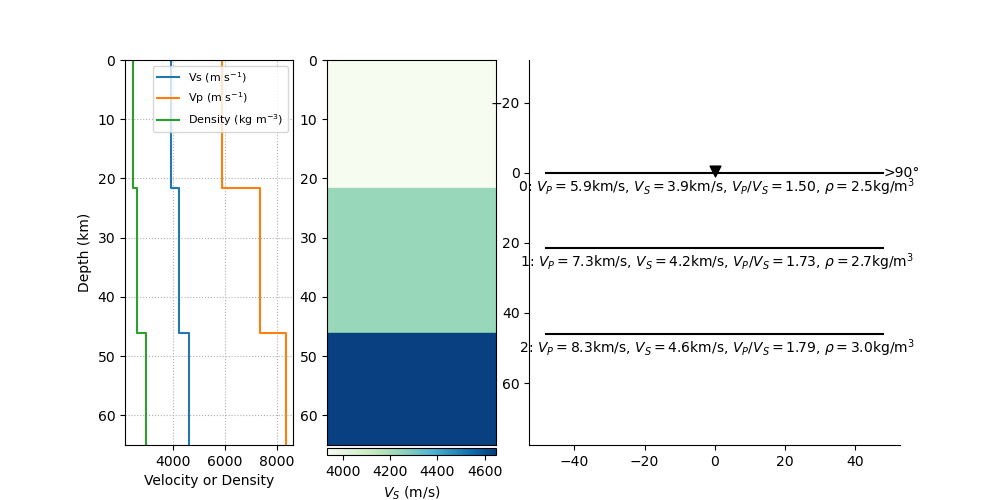 0
10
20
30
40
50
60
Depth (km)
4000 6000 8000
Velocity or Density
Vs (m s⁻¹)
Vp (m s⁻¹)
Density (kg m⁻³)
0
10
20
30
40
50
60
4000 4200 4400 4600
V_S (m/s)
−20
0
20
40
60
−40 −20 0 20 40
>90°
0: V_P = 5.9km/s, V_S = 3.9km/s, V_P/V_S = 1.50, ρ = 2.5kg/m³
1: V_P = 7.3km/s, V_S = 4.2km/s, V_P/V_S = 1.73, ρ = 2.7kg/m³
2: V_P = 8.3km/s, V_S = 4.6km/s, V_P/V_S = 1.79, ρ = 3.0kg/m³